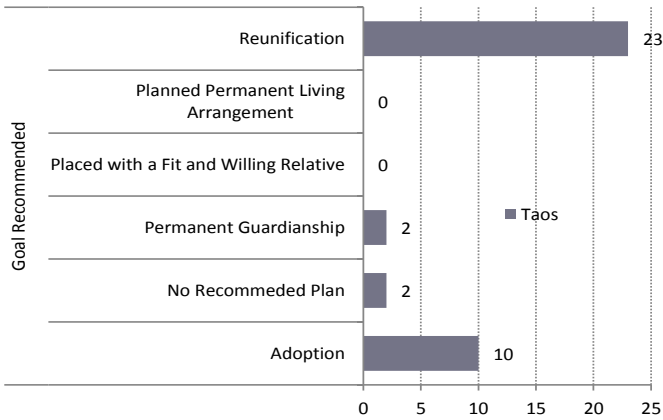 Goal Recommended
Reunification
23
Planned Permanent Living
Arrangement
0
Placed with a Fit and Willing Relative
0
Permanent Guardianship
2
Taos
No Recommeded Plan
2
Adoption
10
0 5 10 15 20 25